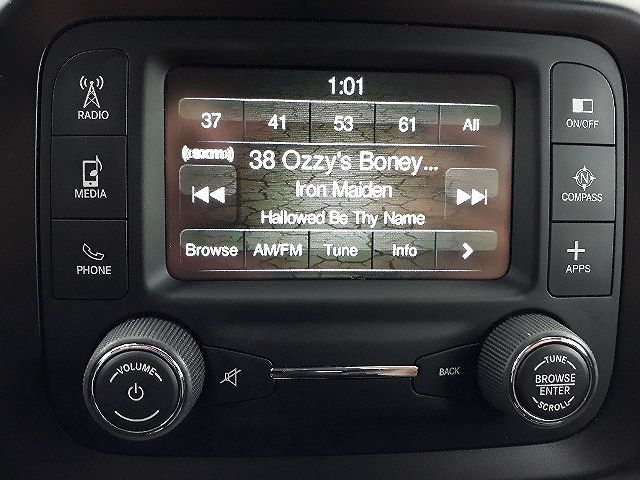 1:01
37 41 53 61 All
((SiriusXM))
38 Ozzy's Boney...
Iron Maiden
Hallowed Be Thy Name
Browse AM/FM Tune Info >
RADIO
MEDIA
PHONE
ON/OFF
N
COMPASS
APPS
VOLUME
BACK
TUNE
BROWSE
ENTER
SCROLL